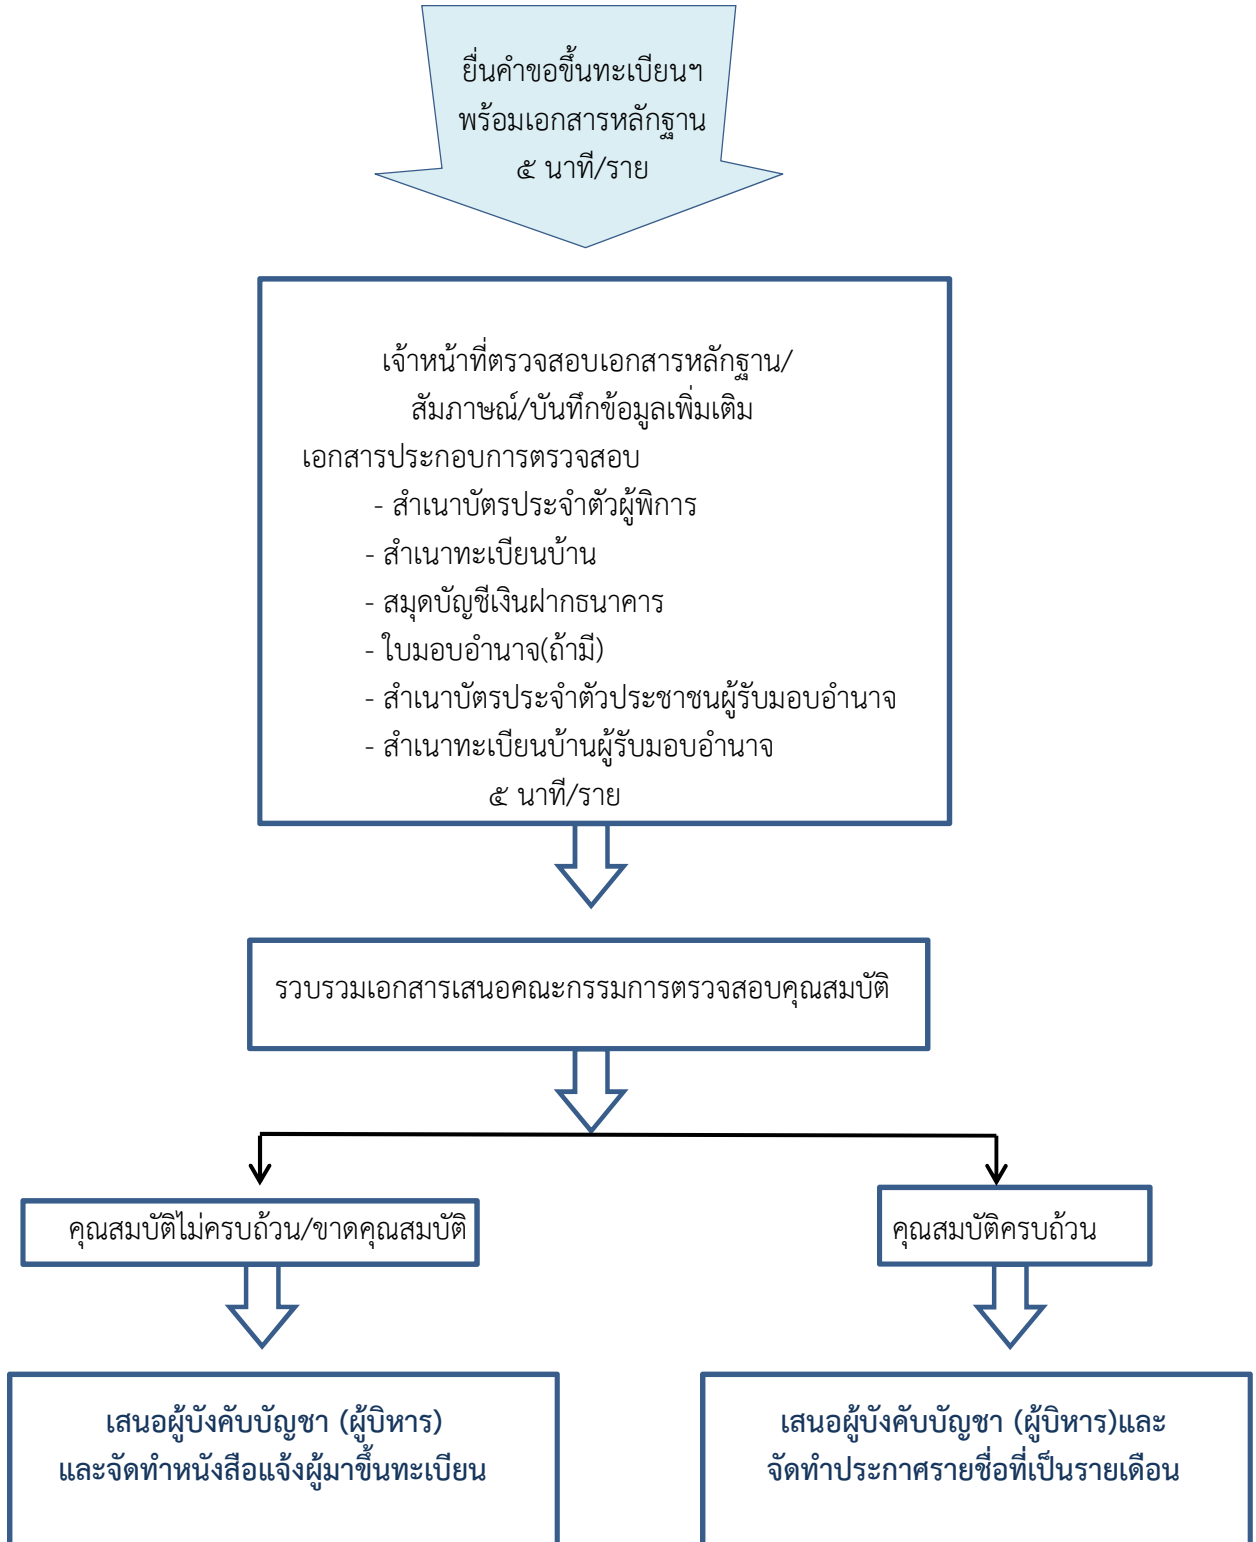 ยื่นคำขอขึ้นทะเบียนฯ
พร้อมเอกสารหลักฐาน
๕ นาที/ราย
เจ้าหน้าที่ตรวจสอบเอกสารหลักฐาน/
สัมภาษณ์/บันทึกข้อมูลเพิ่มเติม
เอกสารประกอบการตรวจสอบ
- สำเนาบัตรประจำตัวผู้พิการ
- สำเนาทะเบียนบ้าน
- สมุดบัญชีเงินฝากธนาคาร
- ใบมอบอำนาจ(ถ้ามี)
- สำเนาบัตรประจำตัวประชาชนผู้รับมอบอำนาจ
- สำเนาทะเบียนบ้านผู้รับมอบอำนาจ
๕ นาที/ราย
รวบรวมเอกสารเสนอคณะกรรมการตรวจสอบคุณสมบัติ
คุณสมบัติไม่ครบถ้วน/ขาดคุณสมบัติ
คุณสมบัติครบถ้วน
เสนอผู้บังคับบัญชา (ผู้บิหาร)
และจัดทำหนังสือแจ้งผู้มาขึ้นทะเบียน
เสนอผู้บังคับบัญชา (ผู้บิหาร)และ
จัดทำประกาศรายชื่อที่เป็นรายเดือน